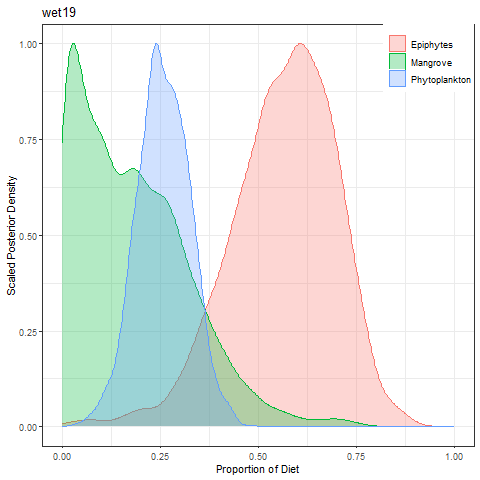 wet19
Epiphytes
Mangrove
Phytoplankton
1.00
0.75
0.50
0.25
0.00
Scaled Posterior Density
0.00 0.25 0.50 0.75 1.00
Proportion of Diet